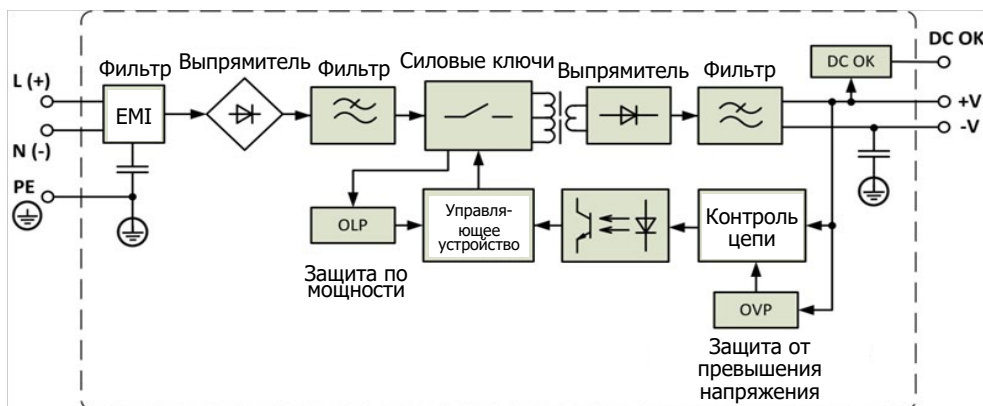 DC OK
Фильтр
Выпрямитель
Фильтр
Силовые ключи
Выпрямитель
Фильтр
DC OK
L (+)
EMI
+V
-V
N (-)
PE
OLP
Управля-
ющее
устройство
Контроль
цепи
Защита по
мощности
OVP
Защита от
превышения
напряжения